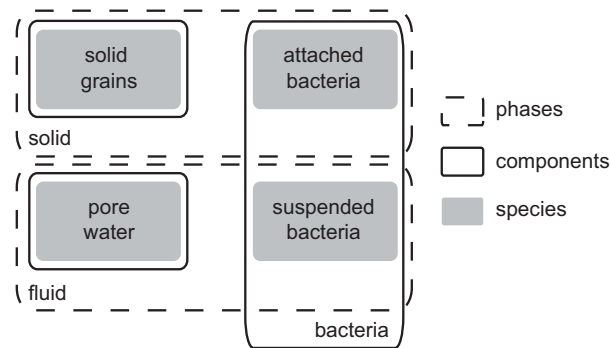 solid
grains
attached
bacteria
solid
pore
water
suspended
bacteria
fluid
bacteria
phases
components
species